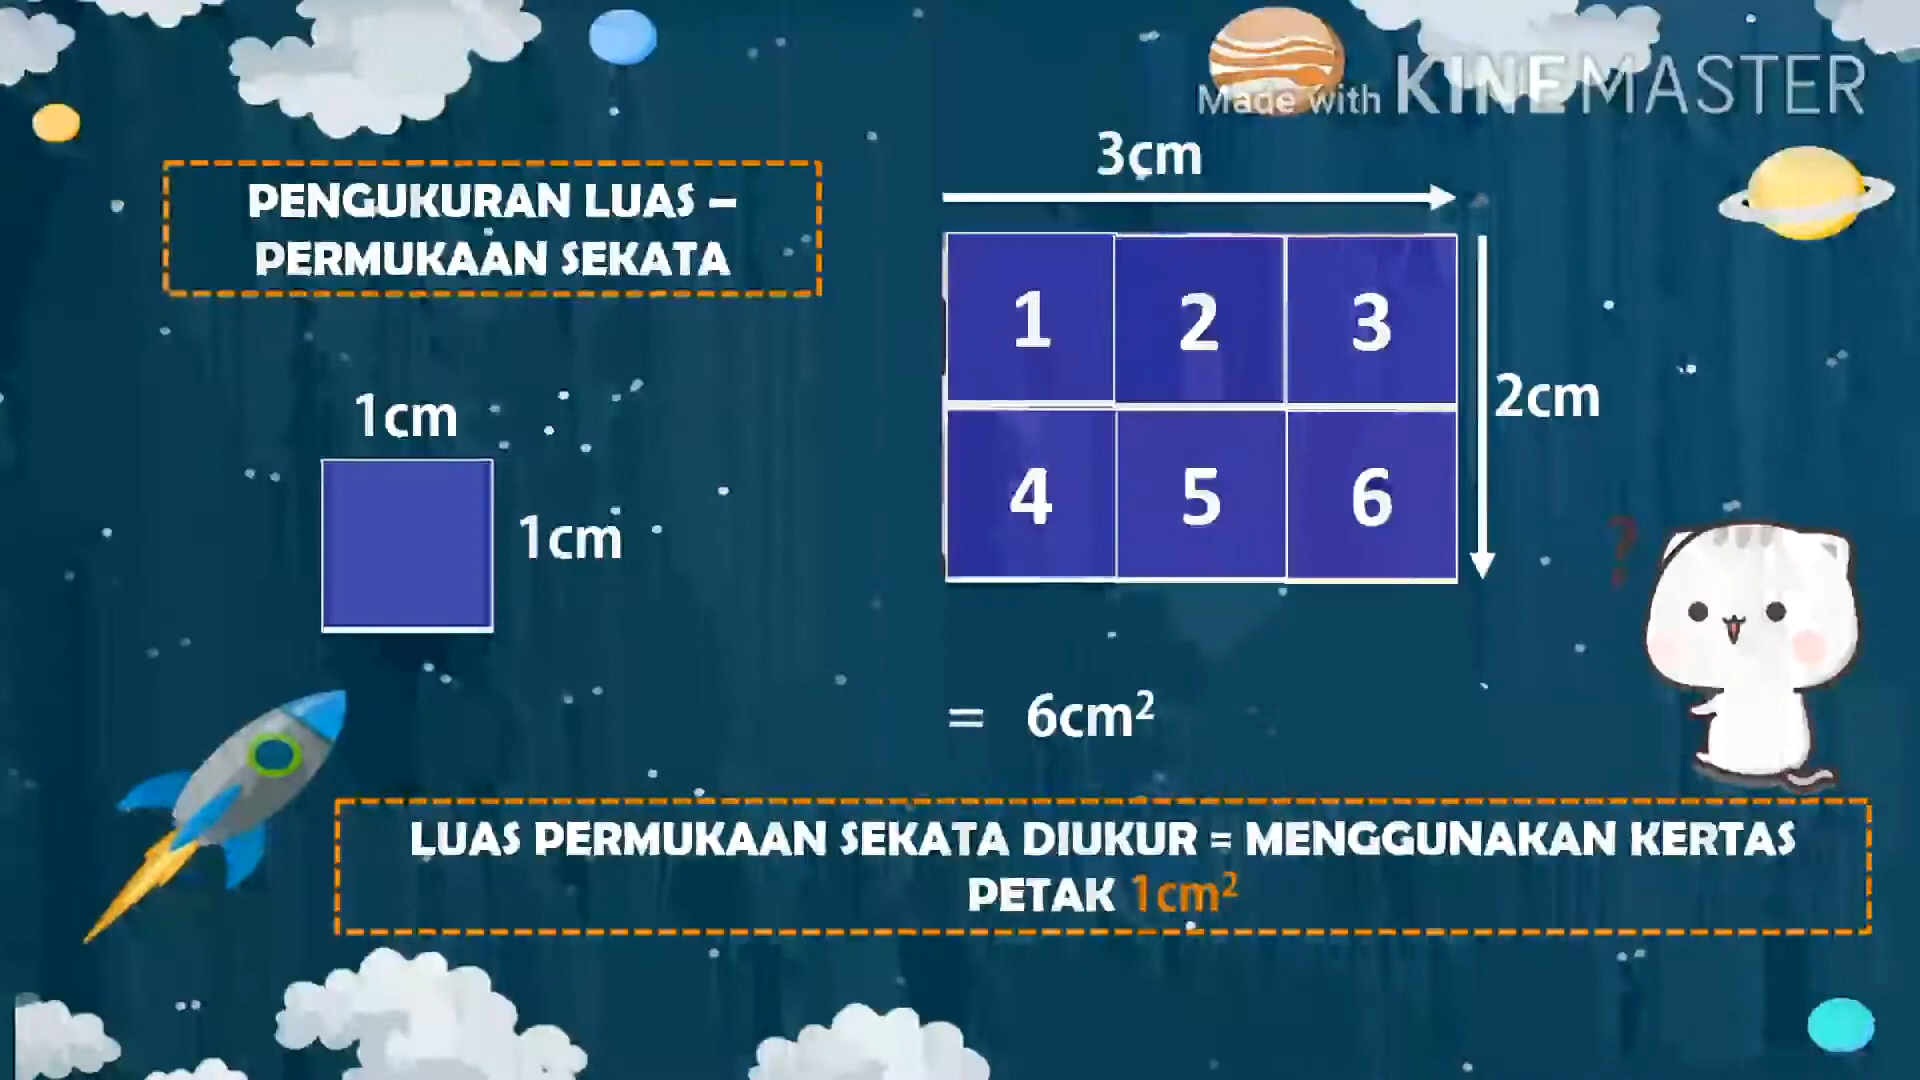 Made with KINEMASTER
3cm
PENGUKURAN LUAS –
PERMUKAAN SEKATA
1 2 3
2cm
1cm
4 5 6
1cm
?
= 6cm²
LUAS PERMUKAAN SEKATA DIUKUR = MENGGUNAKAN KERTAS
PETAK 1cm²